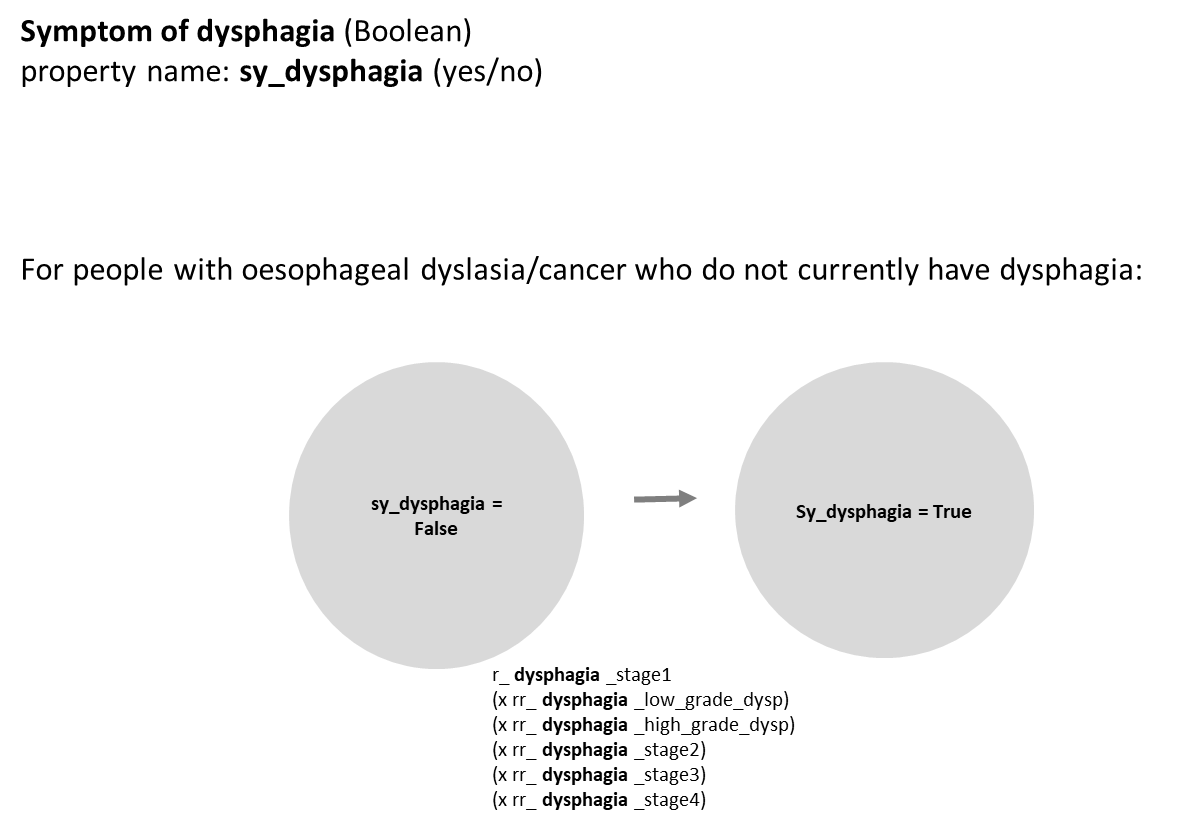 Symptom of dysphagia (Boolean)
property name: sy_dysphagia (yes/no)
For people with oesophageal dyslasia/cancer who do not currently have dysphagia:
sy_dysphagia =
False
Sy_dysphagia = True
r_ dysphagia _stage1
(x rr_ dysphagia _low_grade_dysp)
(x rr_ dysphagia _high_grade_dysp)
(x rr_ dysphagia _stage2)
(x rr_ dysphagia _stage3)
(x rr_ dysphagia _stage4)